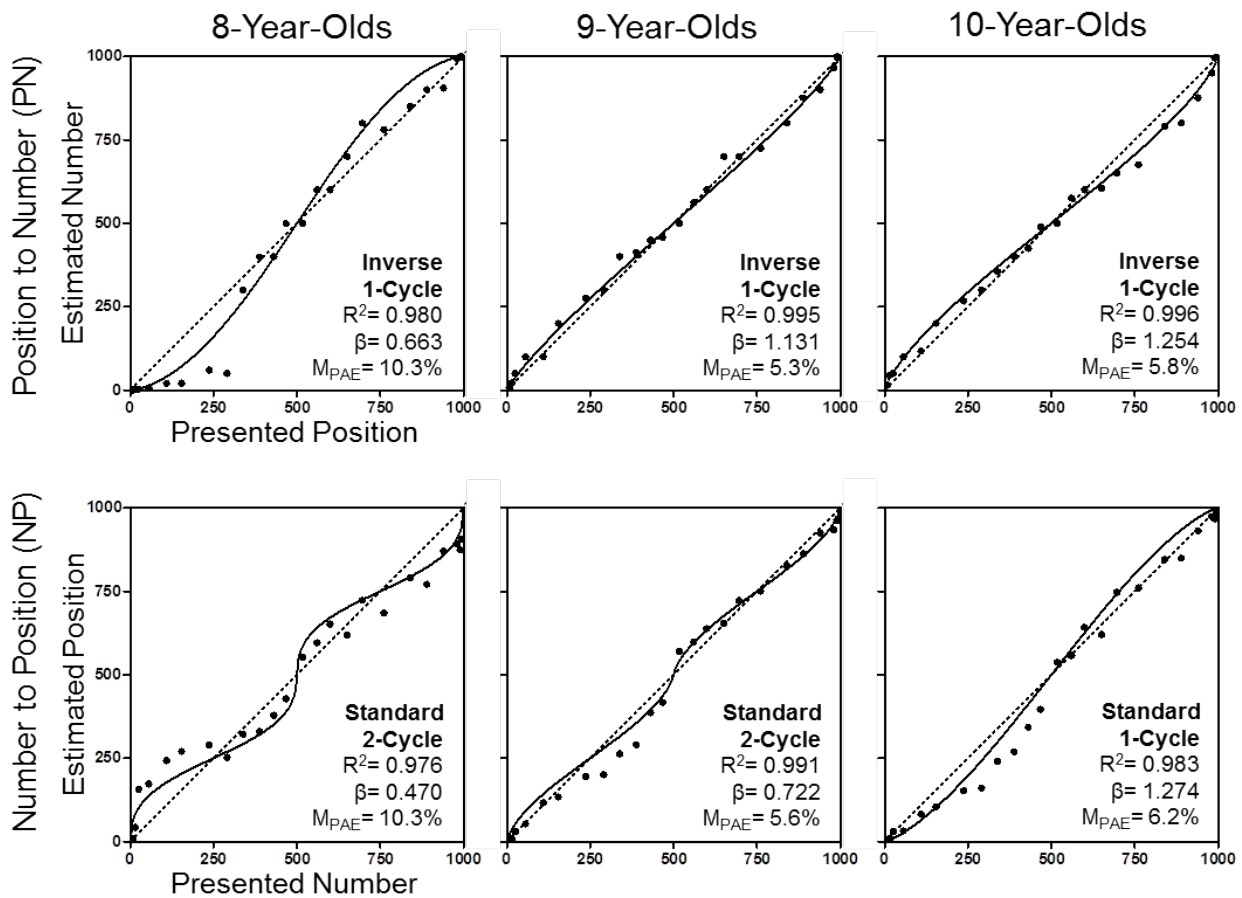 8-Year-Olds
9-Year-Olds
10-Year-Olds
Position to Number (PN)
Estimated Number
1000
750
500
250
0
Inverse
1-Cycle
R²= 0.980
β= 0.663
MPAE= 10.3%
0
250
500
750
1000
Presented Position
Inverse
1-Cycle
R²= 0.995
β= 1.131
MPAE= 5.3%
0
250
500
750
1000
Inverse
1-Cycle
R²= 0.996
β= 1.254
MPAE= 5.8%
0
250
500
750
1000
Number to Position (NP)
Estimated Position
1000
750
500
250
0
Standard
2-Cycle
R²= 0.976
β= 0.470
MPAE= 10.3%
0
250
500
750
1000
Presented Number
Standard
2-Cycle
R²= 0.991
β= 0.722
MPAE= 5.6%
0
250
500
750
1000
Standard
1-Cycle
R²= 0.983
β= 1.274
MPAE= 6.2%
0
250
500
750
1000